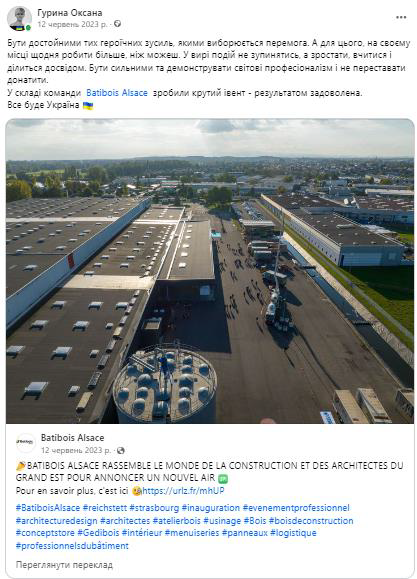 Гурина Оксана
12 червень 2023 р. ·
Бути достойними тих героїчних зусиль, якими виборюється перемога. А для цього, на своєму
місці щодня робити більше, ніж можеш. У вирі подій не зупинятись, а зростати, вчитися і
ділиться досвідом. Бути сильними та демонструвати світові професіоналізм і не переставати
донатити.
У складі команди Batibois Alsace зробили крутий івент - результатом задоволена.
Все буде Україна 🇺🇦
Batibois Alsace
12 червень 2023 р. ·
🎤BATIBOIS ALSACE RASSEMBLE LE MONDE DE LA CONSTRUCTION ET DES ARCHITECTES DU
GRAND EST POUR ANNONCER UN NOUVEL AIR
Pour en savoir plus, c'est ici https://urlz.fr/mhUP
#BatiboisAlsace #reichstett #strasbourg #inauguration #evenementprofessionnel
#architecturedesign #architectes #atelierbois #usinage #Bois #boisdeconstruction
#conceptstore #Gedibois #intérieur #menuiseries #panneaux #logistique
#professionnelsdubâtiment
Переглянути переклад